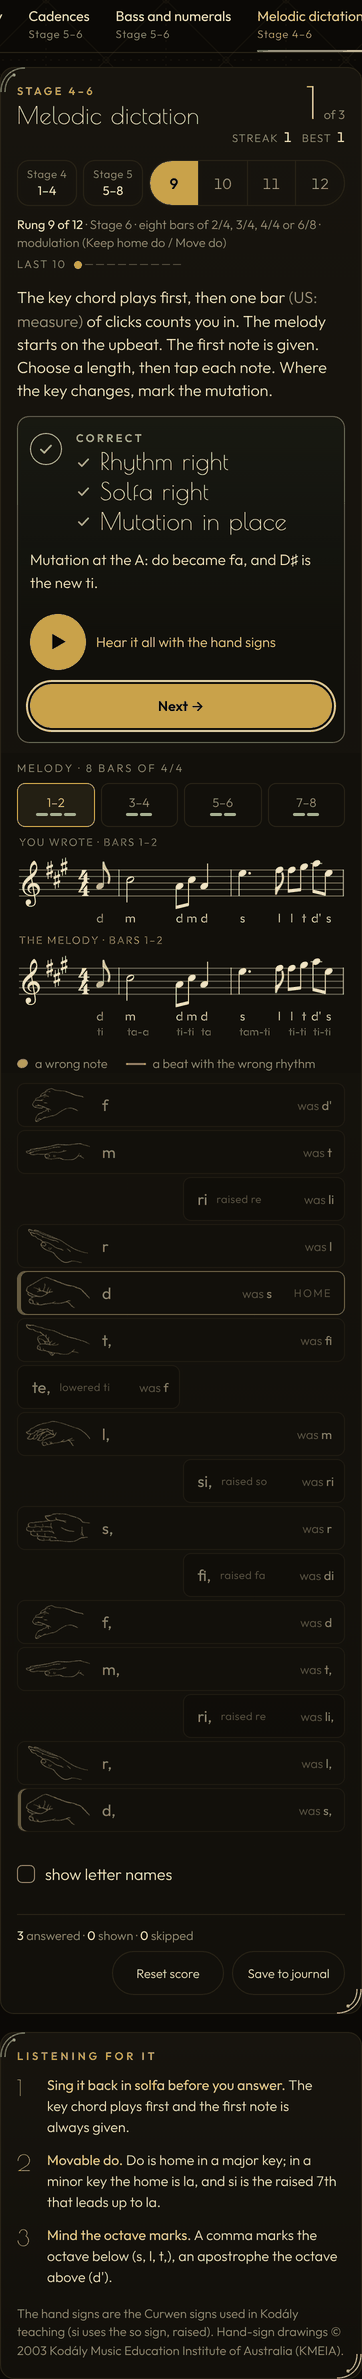 Cadences
Stage 5–6
Bass and numerals
Stage 5–6
Melodic dictation
Stage 4–6
STAGE 4–6
Melodic dictation
1 of 3
STREAK 1 BEST 1
Stage 4
1–4
Stage 5
5–8
9
10
11
12
Rung 9 of 12 · Stage 6 · eight bars of 2/4, 3/4, 4/4 or 6/8 ·
modulation (Keep home do / Move do)
LAST 10
The key chord plays first, then one bar (US:
measure) of clicks counts you in. The melody
starts on the upbeat. The first note is given.
Choose a length, then tap each note. Where
the key changes, mark the mutation.
CORRECT
Rhythm right
Solfa right
Mutation in place
Mutation at the A: do became fa, and D♯ is
the new ti.
Hear it all with the hand signs
Next →
MELODY · 8 BARS OF 4/4
1–2
3–4
5–6
7–8
YOU WROTE · BARS 1–2
4
4
d m d m d s l l t d' s
THE MELODY · BARS 1–2
4
4
d m d m d s l l t d' s
ti ta-a ti-ti ta tam-ti ti-ti ti-ti
a wrong note
a beat with the wrong rhythm
f was d'
m was t
ri raised re was li
r was l
d was s HOME
t, was fi
te, lowered ti was f
l, was m
si, raised so was ri
s, was r
fi, raised fa was di
f, was d
m, was t,
ri, raised re was li,
r, was l,
d, was s,
show letter names
3 answered · 0 shown · 0 skipped
Reset score
Save to journal
LISTENING FOR IT
1 Sing it back in solfa before you answer. The
key chord plays first and the first note is
always given.
2 Movable do. Do is home in a major key; in a
minor key the home is la, and si is the raised 7th
that leads up to la.
3 Mind the octave marks. A comma marks the
octave below (s, l, t,), an apostrophe the octave
above (d').
The hand signs are the Curwen signs used in Kodály
teaching (si uses the so sign, raised). Hand-sign drawings ©
2003 Kodály Music Education Institute of Australia (KMEIA).